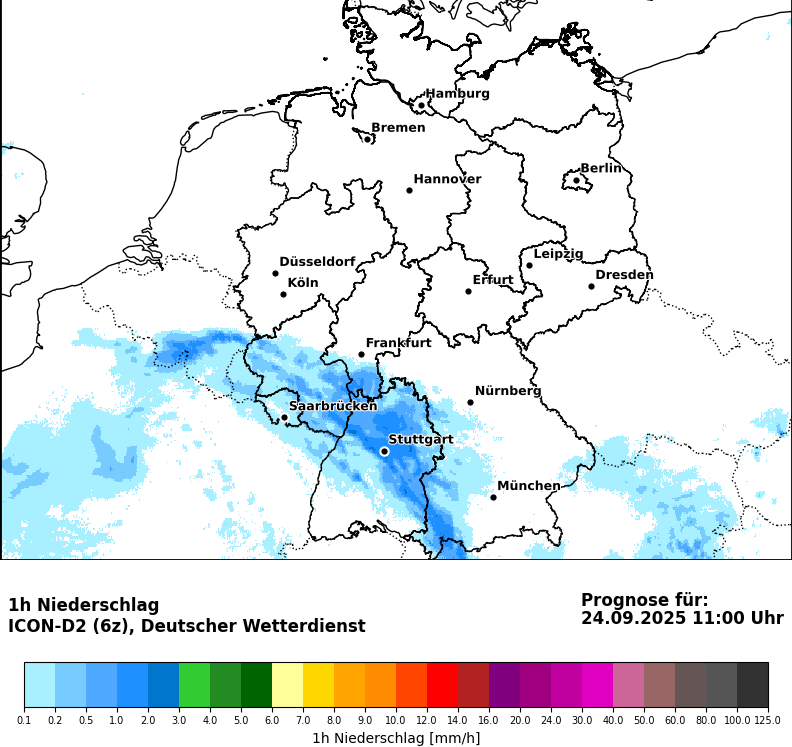 Hamburg
Bremen
Berlin
Hannover
Leipzig
Düsseldorf
Dresden
Köln
Erfurt
Frankfurt
Nürnberg
Saarbrücken
Stuttgart
München
1h Niederschlag
ICON-D2 (6z), Deutscher Wetterdienst
Prognose für:
24.09.2025 11:00 Uhr
0.1 0.2 0.5 1.0 2.0 3.0 4.0 5.0 6.0 7.0 9.0 10.0 12.0 14.0 16.0 20.0 24.0 30.0 40.0 50.0 60.0 80.0 100.0 125.0
1h Niederschlag [mm/h]